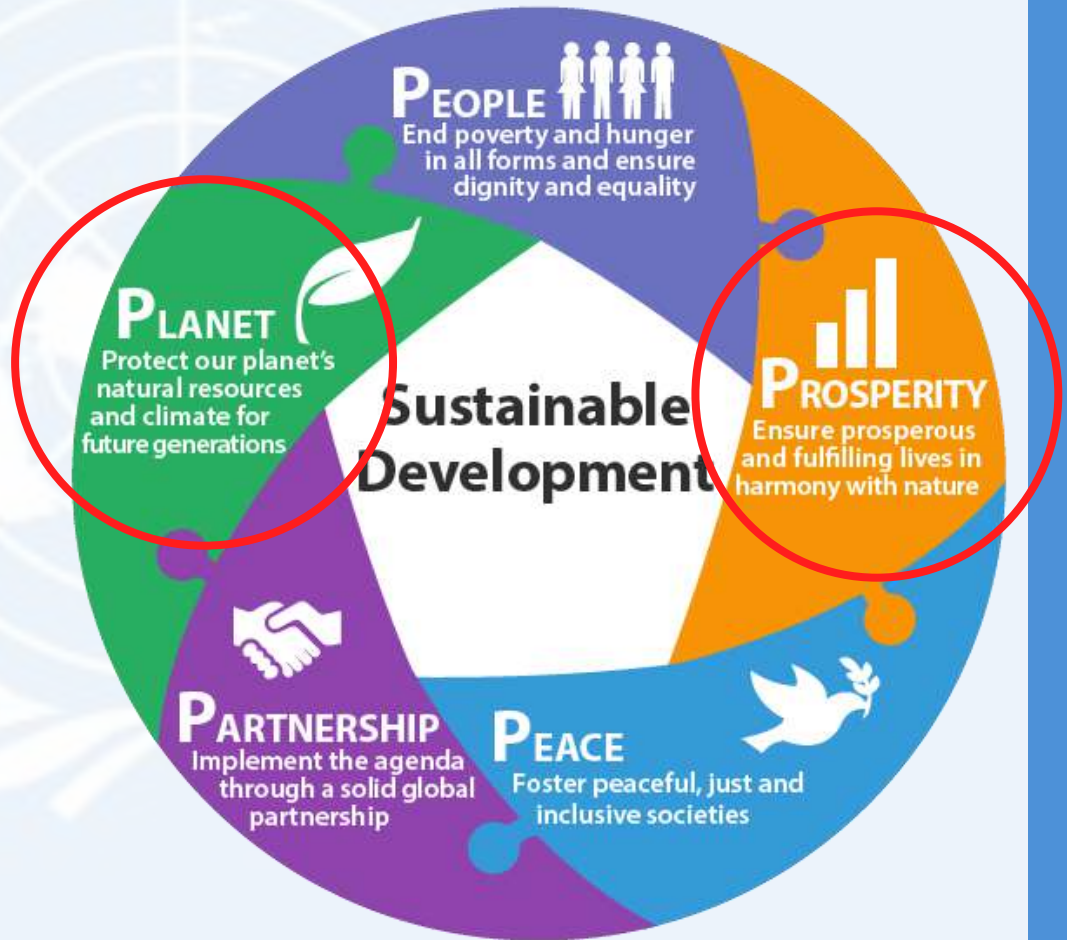 PEOPLE
End poverty and hunger
in all forms and ensure
dignity and equality
PLANET
Protect our planet's
natural resources
and climate for
future generations
Sustainable
Development
PROSPERITY
Ensure prosperous
and fulfilling lives in
harmony with nature
PARTNERSHIP
Implement the agenda
through a solid global
partnership
PEACE
Foster peaceful, just and
inclusive societies